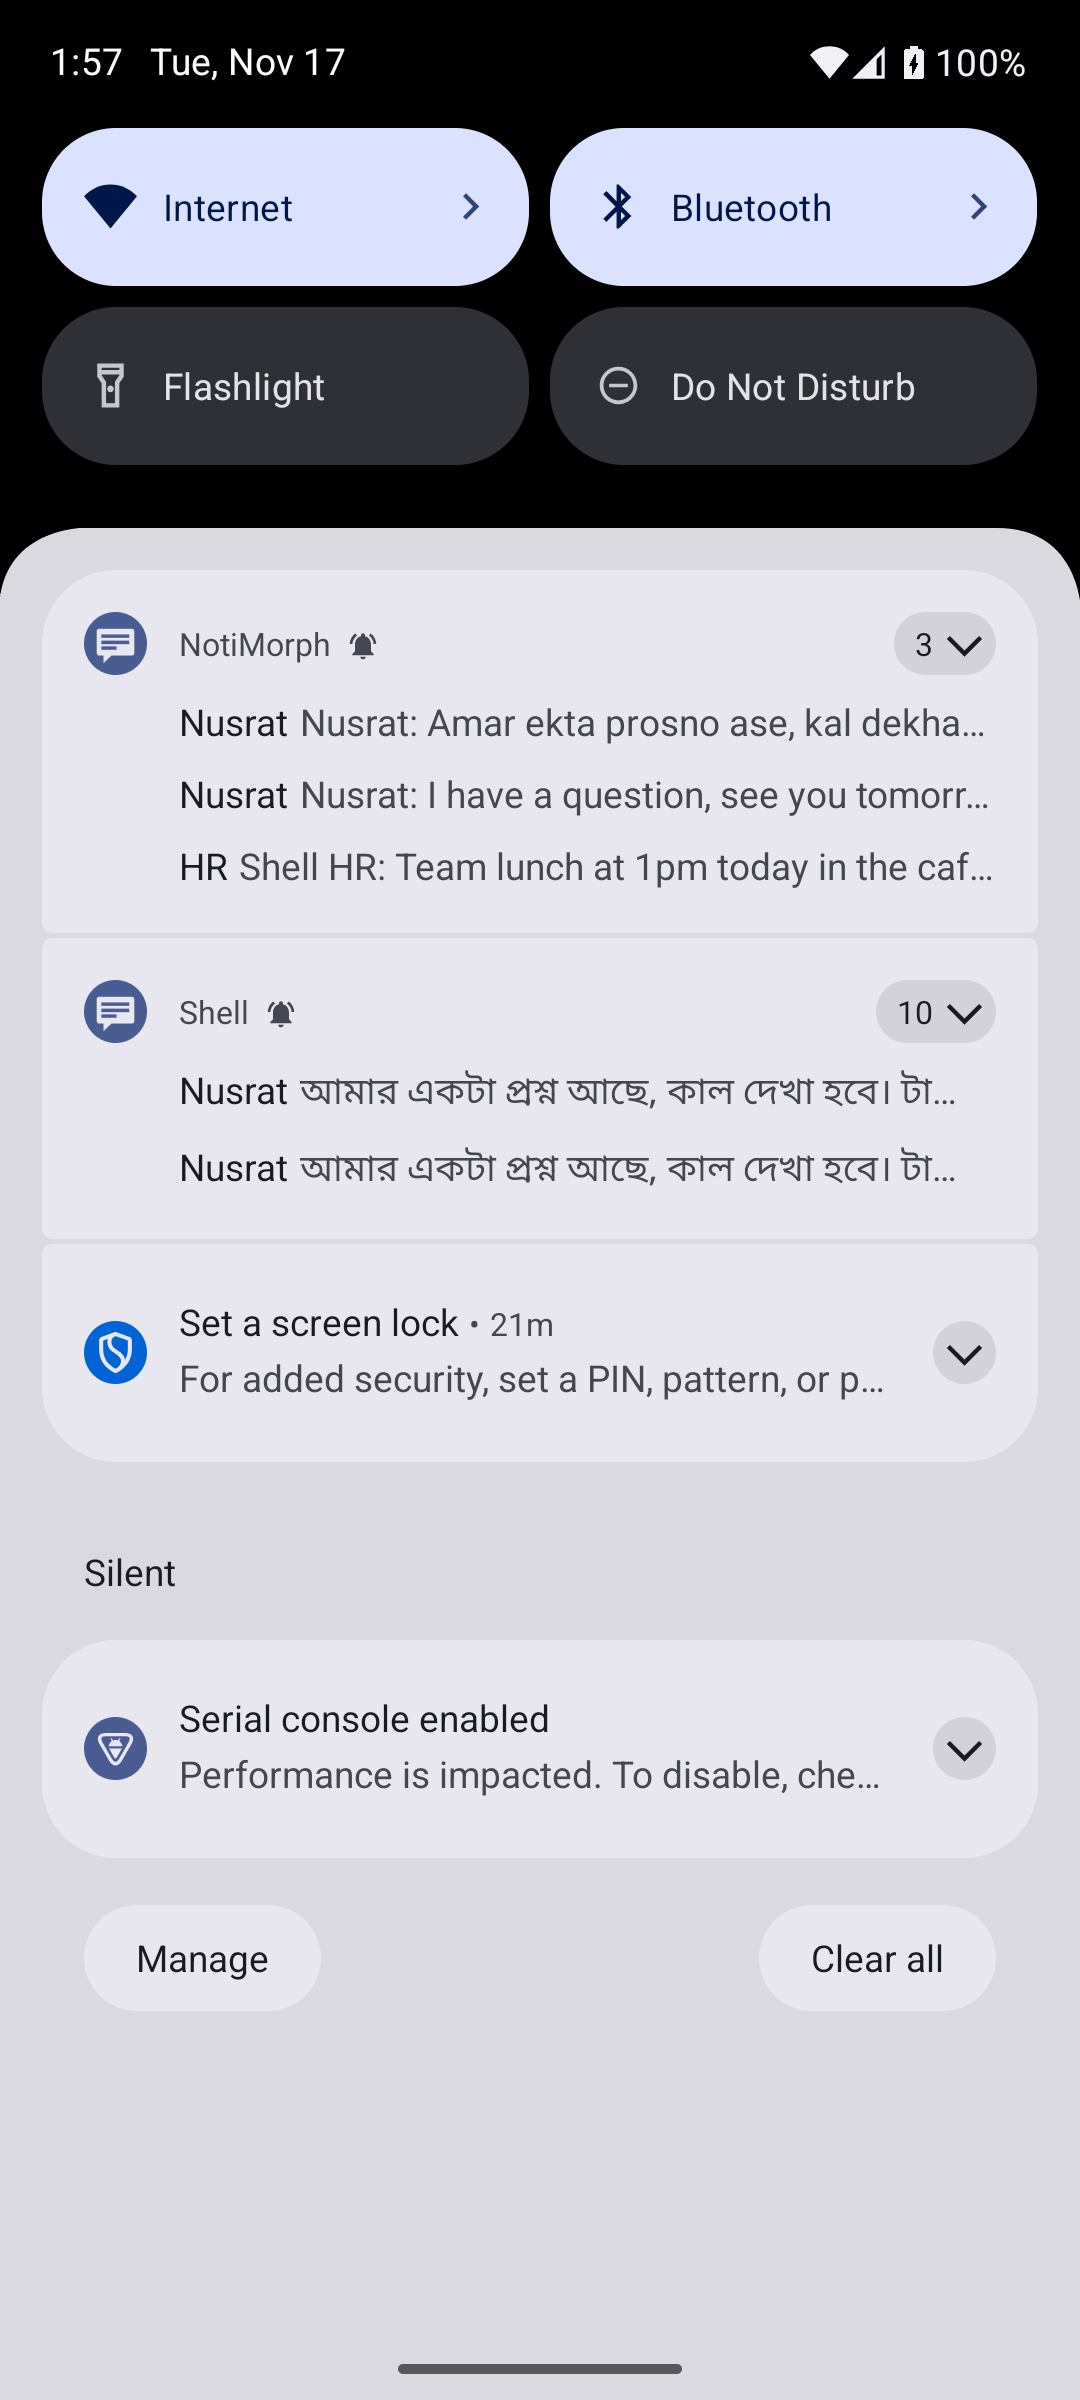 1:57 Tue, Nov 17 100%
Internet
Bluetooth
Flashlight
Do Not Disturb
NotiMorph 3
Nusrat Nusrat: Amar ekta prosno ase, kal dekha…
Nusrat Nusrat: I have a question, see you tomorr…
HR Shell HR: Team lunch at 1pm today in the caf…
Shell 10
Nusrat আমার একটা প্রশ্ন আছে, কাল দেখা হবে। টা…
Nusrat আমার একটা প্রশ্ন আছে, কাল দেখা হবে। টা…
Set a screen lock • 21m
For added security, set a PIN, pattern, or p…
Silent
Serial console enabled
Performance is impacted. To disable, che…
Manage
Clear all